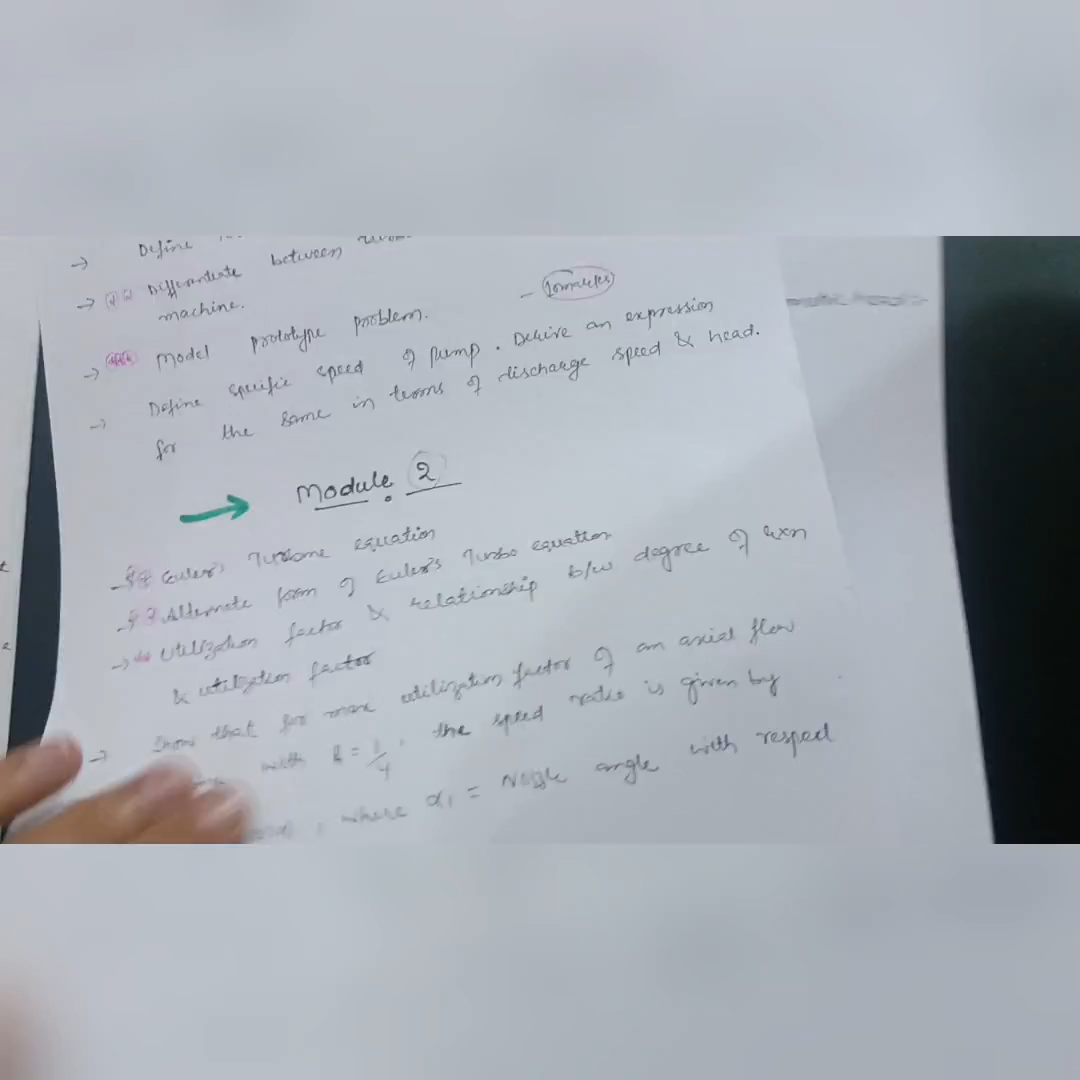 → Define
→ Differentiate between
machine.
→ Model prototype problem. - 10marks
→ Define specific speed of pump. Derive an expression
for the same in terms of discharge speed & head.
Module 2
→ Euler's Turbine equation
→ Alternate form of Euler's Turbo equation
→ Utilization factor & relationship b/w degree of rxn
& utilization factor
→ Show that for max utilization factor of an axial flow
with R = 1/4, the speed ratio is given by
, where α₁ = Nozzle angle with respect